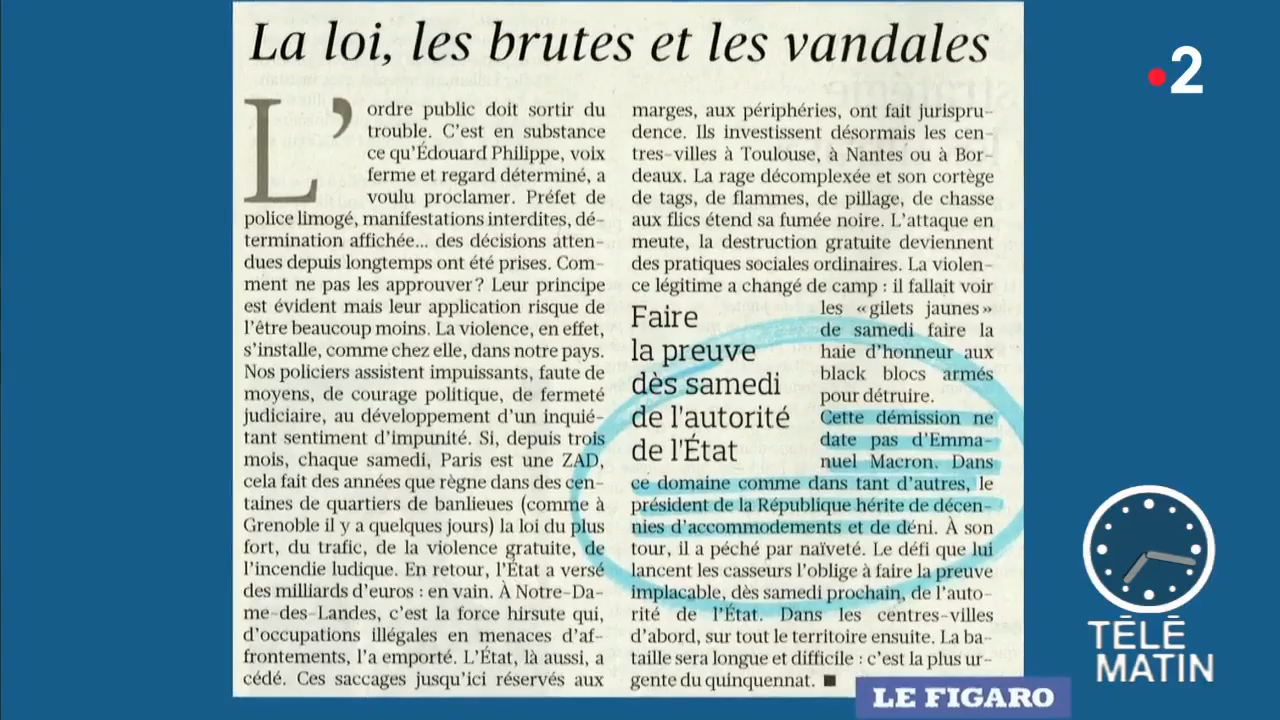 La loi, les brutes et les vandales
L'ordre public doit sortir du
trouble. C'est en substance
ce qu'Édouard Philippe, voix
ferme et regard déterminé, a
voulu proclamer. Préfet de
police limogé, manifestations interdites, dé-
termination affichée... des décisions atten-
dues depuis longtemps ont été prises. Com-
ment ne pas les approuver ? Leur principe
est évident mais leur application risque de
l'être beaucoup moins. La violence, en effet,
s'installe, comme chez elle, dans notre pays.
Nos policiers assistent impuissants, faute de
moyens, de courage politique, de fermeté
judiciaire, au développement d'un inquié-
tant sentiment d'impunité. Si, depuis trois
mois, chaque samedi, Paris est une ZAD,
cela fait des années que règne dans des cen-
taines de quartiers de banlieues (comme à
Grenoble il y a quelques jours) la loi du plus
fort, du trafic, de la violence gratuite, de
l'incendie ludique. En retour, l'État a versé
des milliards d'euros : en vain. À Notre-Da-
me-des-Landes, c'est la force hirsute qui,
d'occupations illégales en menaces d'af-
frontements, l'a emporté. L'État, là aussi, a
cédé. Ces saccages jusqu'ici réservés aux
marges, aux périphéries, ont fait jurispru-
dence. Ils investissent désormais les cen-
tres-villes à Toulouse, à Nantes ou à Bor-
deaux. La rage décomplexée et son cortège
de tags, de flammes, de pillage, de chasse
aux flics étend sa fumée noire. L'attaque en
meute, la destruction gratuite deviennent
des pratiques sociales ordinaires. La violen-
ce légitime a changé de camp : il fallait voir
les «gilets jaunes»
de samedi faire la
haie d'honneur aux
black blocs armés
pour détruire.
Cette démission ne
date pas d'Emma-
nuel Macron. Dans
ce domaine comme dans tant d'autres, le
président de la République hérite de décen-
nies d'accommodements et de déni. À son
tour, il a péché par naïveté. Le défi que lui
lancent les casseurs l'oblige à faire la preuve
implacable, dès samedi prochain, de l'auto-
rité de l'État. Dans les centres-villes
d'abord, sur tout le territoire ensuite. La ba-
taille sera longue et difficile : c'est la plus ur-
gente du quinquennat. ■
Faire
la preuve
dès samedi
de l'autorité
de l'État
2
TÉLÉ
MATIN
LE FIGARO